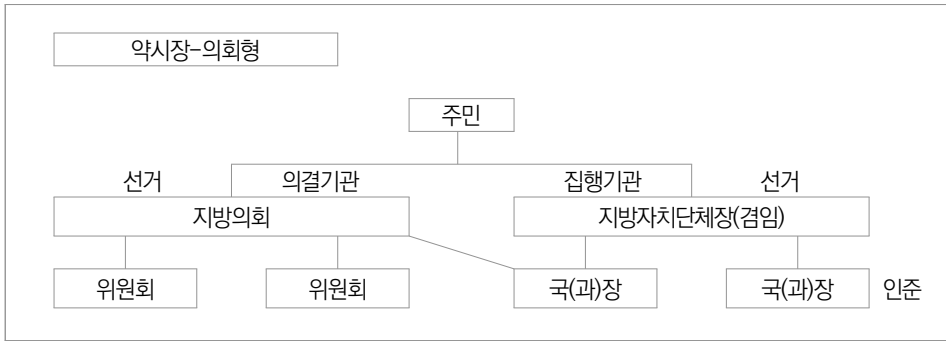 약시장-의회형
주민
선거 의결기관 집행기관 선거
지방의회 지방자치단체장(겸임)
위원회 위원회 국(과)장 국(과)장 인준